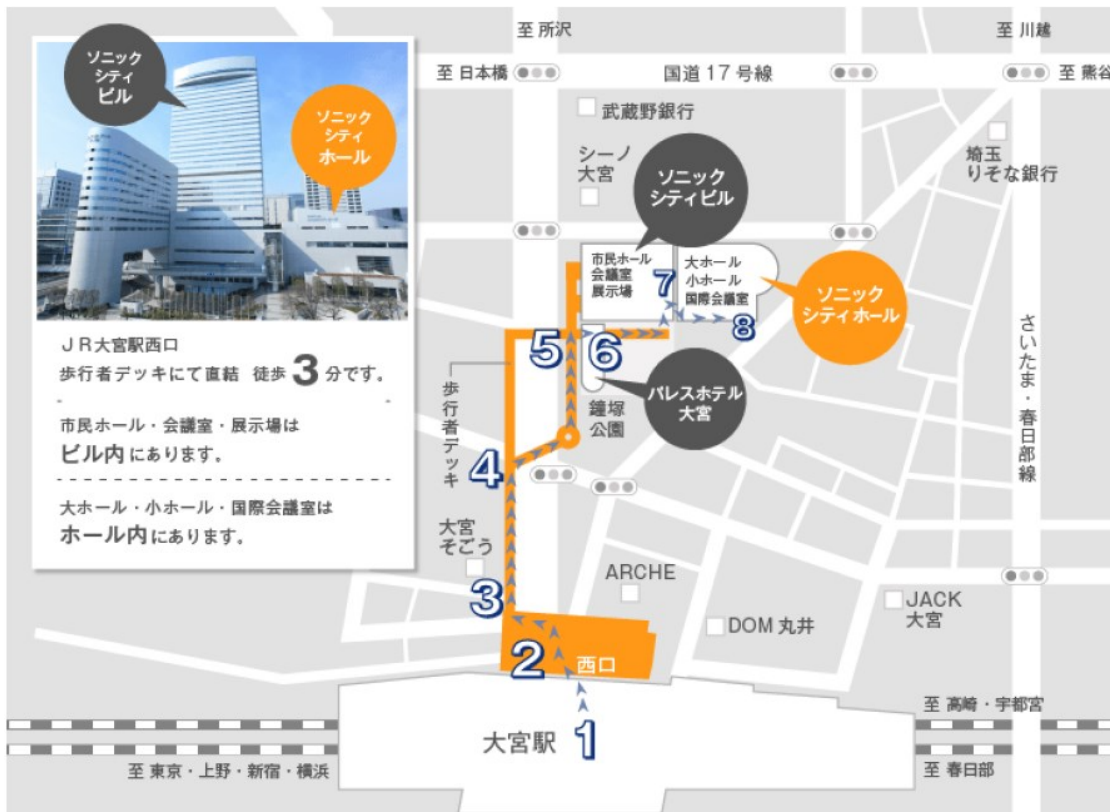 ソニック
シティ
ビル
ソニック
シティ
ホール
JR大宮駅西口
歩行者デッキにて直結 徒歩 3 分です。
市民ホール・会議室・展示場は
ビル内にあります。
大ホール・小ホール・国際会議室は
ホール内にあります。
至 所沢
至 川越
至 日本橋
国道17号線
至 熊谷
武蔵野銀行
シーノ
大宮
埼玉
りそな銀行
ソニック
シティビル
市民ホール
会議室
展示場
7
大ホール
小ホール
国際会議室
8
ソニック
シティホール
さいたま・春日部線
5
6
パレスホテル
大宮
鐘塚
公園
歩行者デッキ
4
大宮
そごう
3
ARCHE
JACK
大宮
DOM 丸井
2
西口
1
大宮駅
至 高崎・宇都宮
至 東京・上野・新宿・横浜
至 春日部